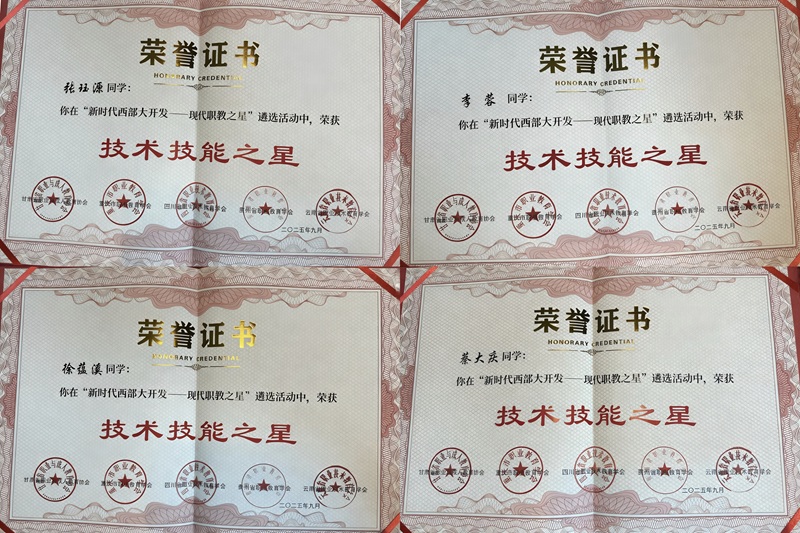 荣誉证书
HONORARY CREDENTIAL
张珏源 同学：
你在“新时代西部大开发——现代职教之星”遴选活动中，荣获
技术技能之星
二〇二五年九月
荣誉证书
HONORARY CREDENTIAL
李蓉 同学：
你在“新时代西部大开发——现代职教之星”遴选活动中，荣获
技术技能之星
二〇二五年九月
荣誉证书
HONORARY CREDENTIAL
徐蕴溪 同学：
你在“新时代西部大开发——现代职教之星”遴选活动中，荣获
技术技能之星
二〇二五年九月
荣誉证书
HONORARY CREDENTIAL
蔡大庆 同学：
你在“新时代西部大开发——现代职教之星”遴选活动中，荣获
技术技能之星
二〇二五年九月